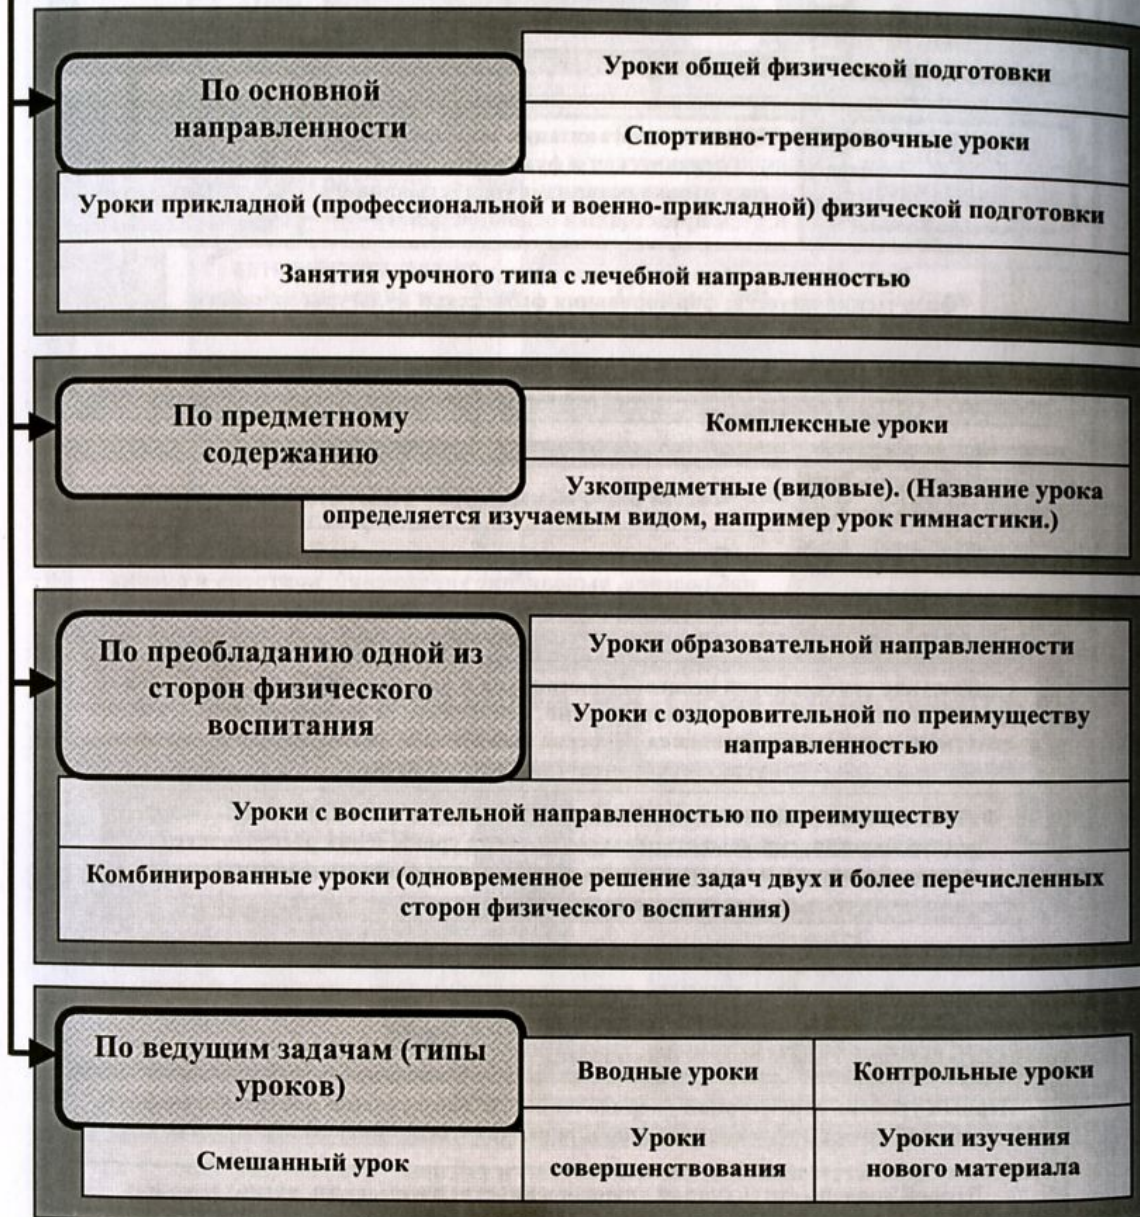 По основной
направленности
Уроки общей физической подготовки
Спортивно-тренировочные уроки
Уроки прикладной (профессиональной и военно-прикладной) физической подготовки
Занятия урочного типа с лечебной направленностью
По предметному
содержанию
Комплексные уроки
Узкопредметные (видовые). (Название урока
определяется изучаемым видом, например урок гимнастики.)
По преобладанию одной из
сторон физического
воспитания
Уроки образовательной направленности
Уроки с оздоровительной по преимуществу
направленностью
Уроки с воспитательной направленностью по преимуществу
Комбинированные уроки (одновременное решение задач двух и более перечисленных
сторон физического воспитания)
По ведущим задачам (типы
уроков)
Вводные уроки
Контрольные уроки
Смешанный урок
Уроки
совершенствования
Уроки изучения
нового материала